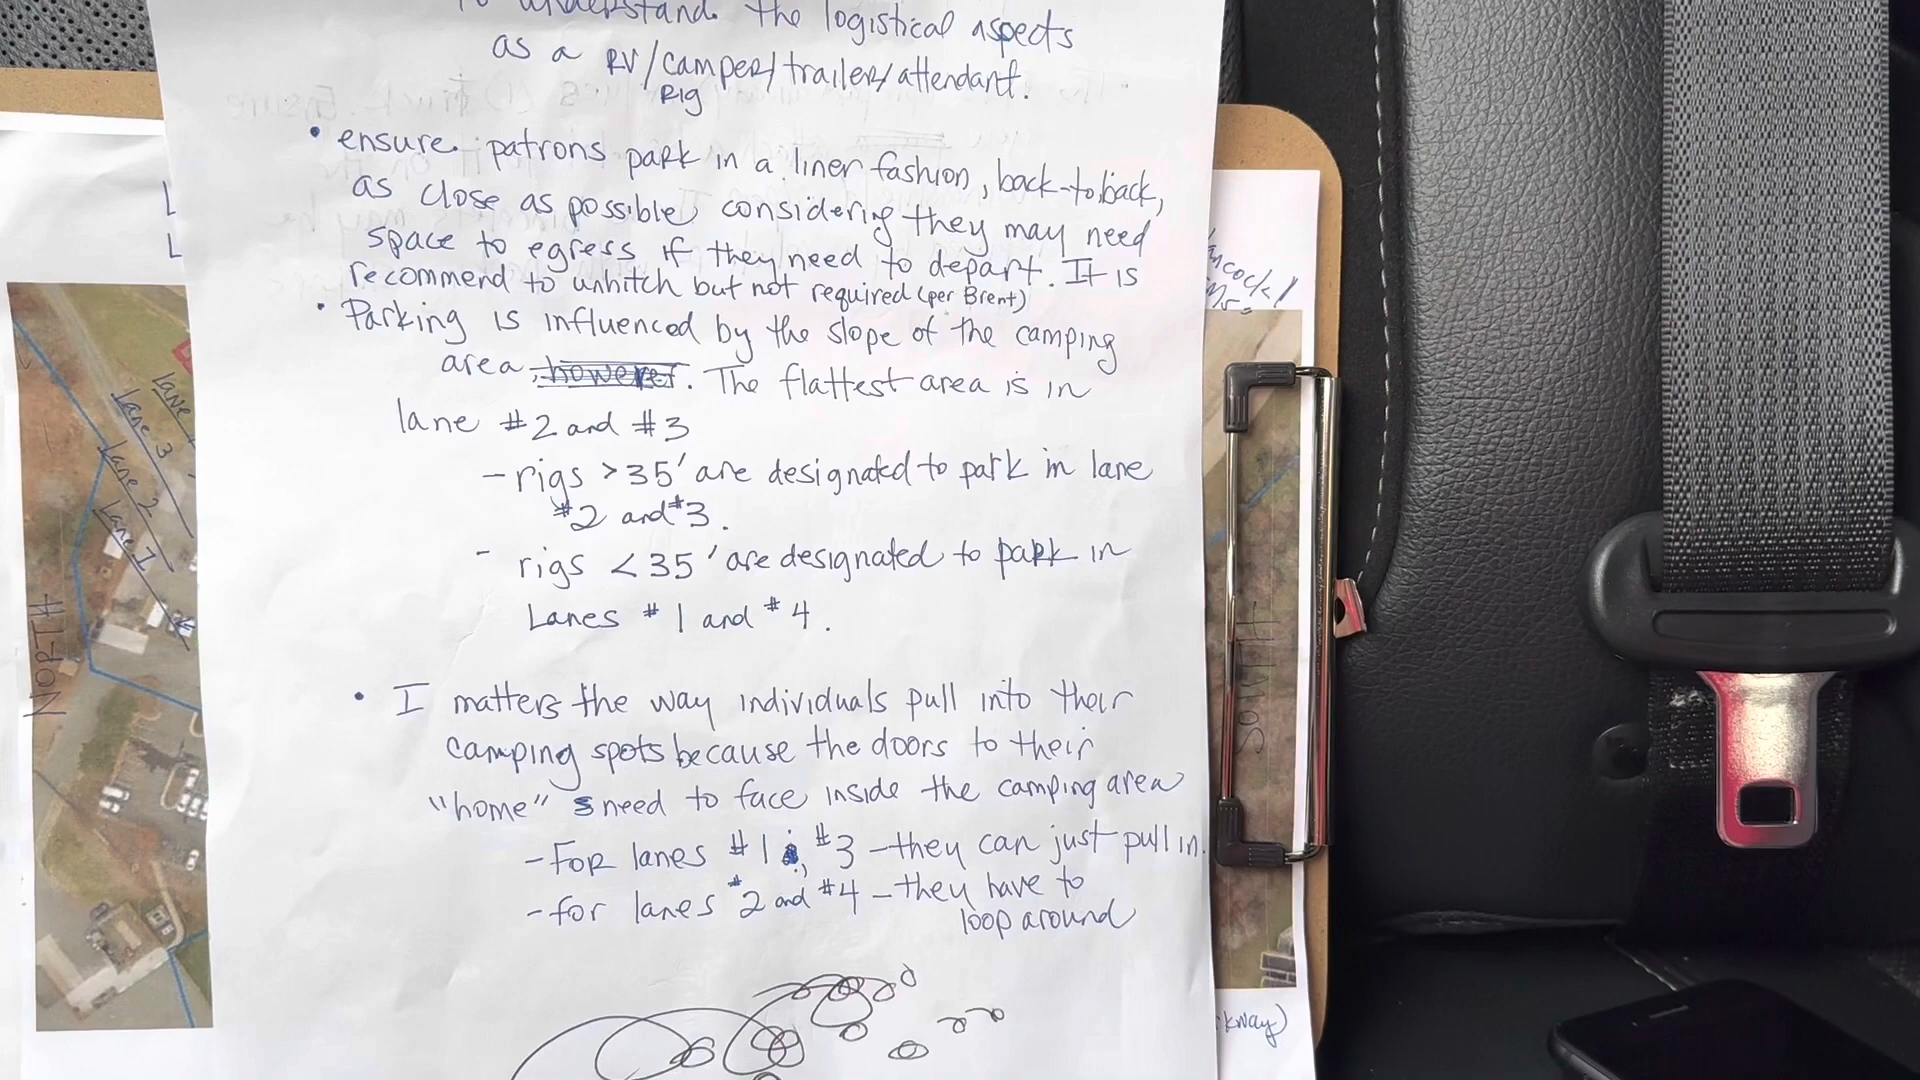 to understand the logistical aspects
as a RV/camper/trailer/attendant.
Rig
• ensure patrons park in a liner fashion, back-to-back,
as close as possible, considering they may need
space to egress if they need to depart. It is
recommend to unhitch but not required (per Brent)
• Parking is influenced by the slope of the camping
area, however. The flattest area is in
lane #2 and #3
- rigs >35' are designated to park in lane
#2 and #3.
- rigs <35' are designated to park in
Lanes #1 and #4.
• I matters the way individuals pull into their
camping spots because the doors to their
"home"s need to face inside the camping area
- For lanes #1, #3 - they can just pull in.
- for lanes #2 and #4 - they have to
loop around
Lane
Lane 3
Lane 2
Lane 1
NORTH
SOUTH